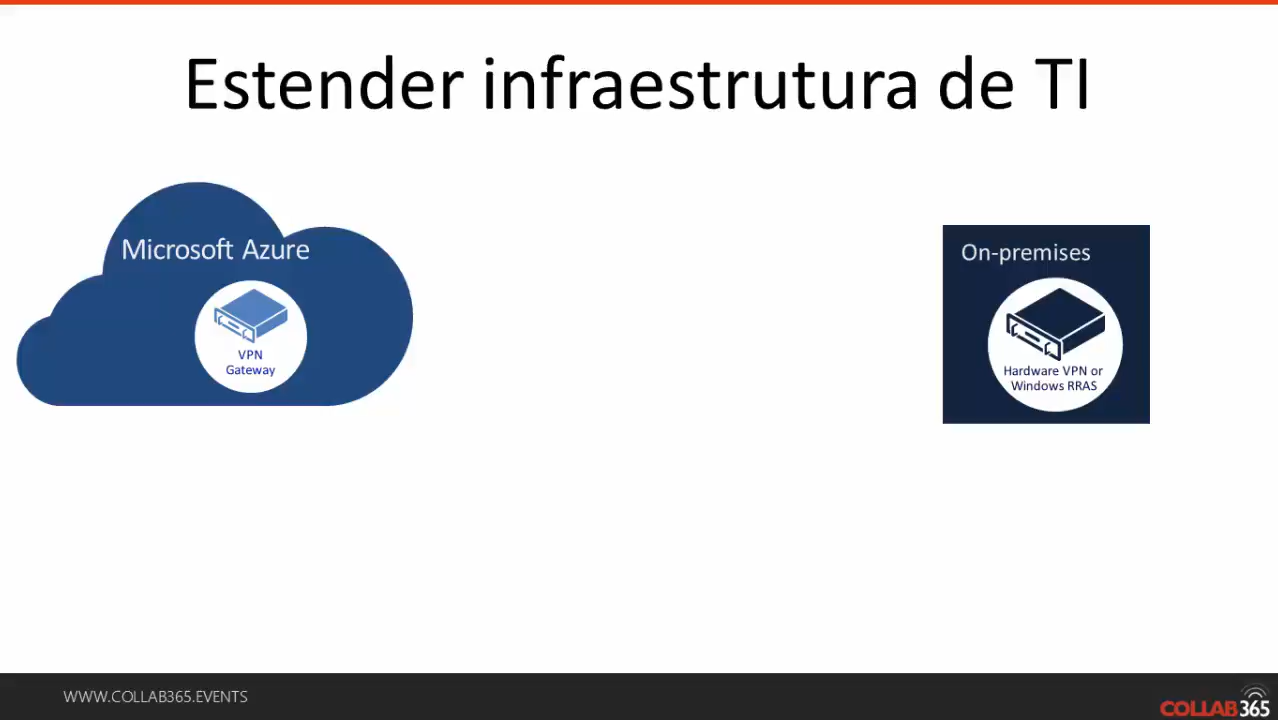 Estender infraestrutura de TI
Microsoft Azure
VPN
Gateway
On-premises
Hardware VPN or
Windows RRAS
WWW.COLLAB365.EVENTS
COLLAB365